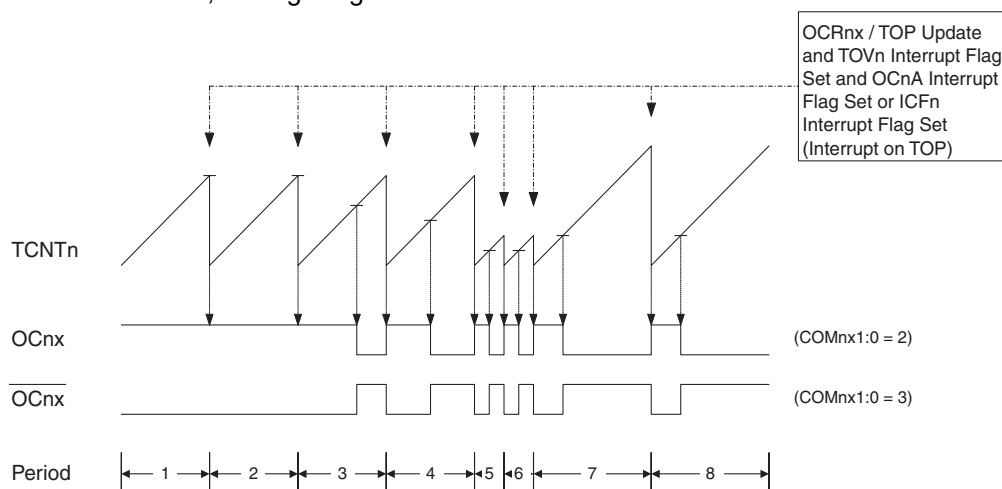 OCRnx / TOP Update
and TOVn Interrupt Flag
Set and OCnA Interrupt
Flag Set or ICFn
Interrupt Flag Set
(Interrupt on TOP)
TCNTn
OCnx
(COMnx1:0 = 2)
OCnx
(COMnx1:0 = 3)
Period
1 2 3 4 5 6 7 8